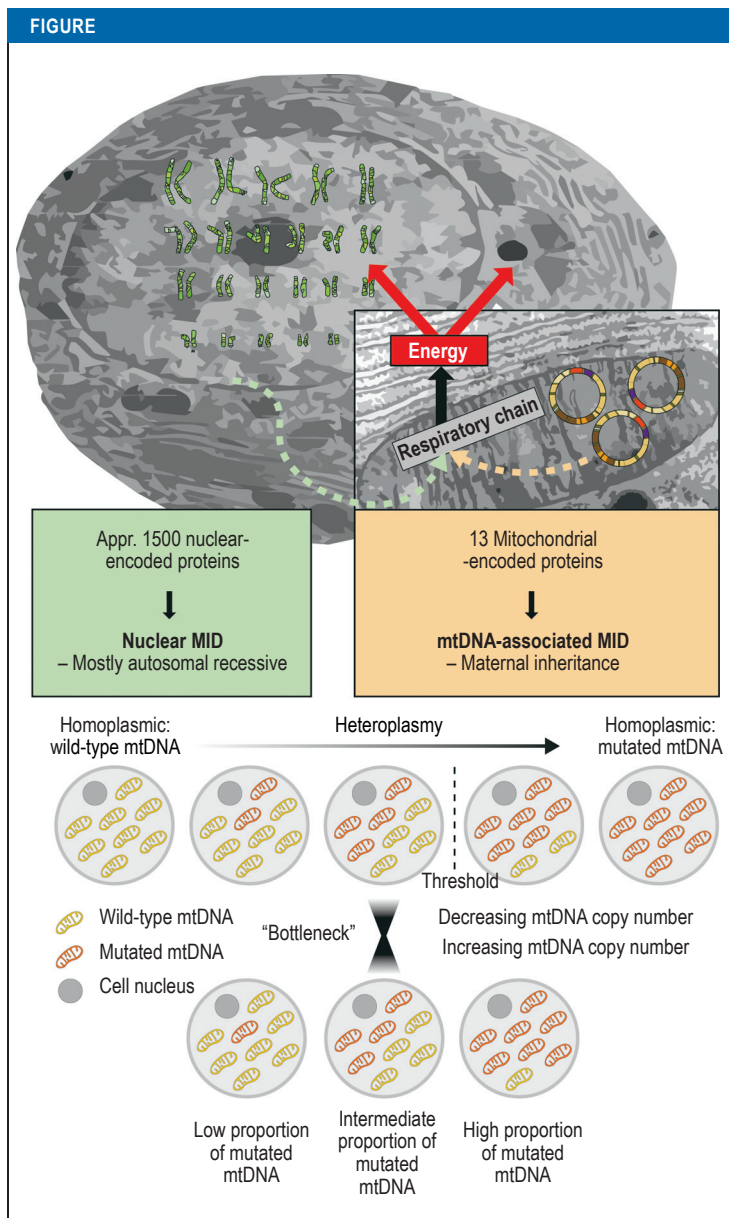 FIGURE
Energy
Respiratory chain
Appr. 1500 nuclear-
encoded proteins
Nuclear MID
– Mostly autosomal recessive
13 Mitochondrial
-encoded proteins
mtDNA-associated MID
– Maternal inheritance
Homoplasmic:
wild-type mtDNA
Heteroplasmy
Homoplasmic:
mutated mtDNA
Threshold
Wild-type mtDNA
Mutated mtDNA
Cell nucleus
“Bottleneck”
Decreasing mtDNA copy number
Increasing mtDNA copy number
Low proportion
of mutated
mtDNA
Intermediate
proportion of
mutated
mtDNA
High proportion
of mutated
mtDNA